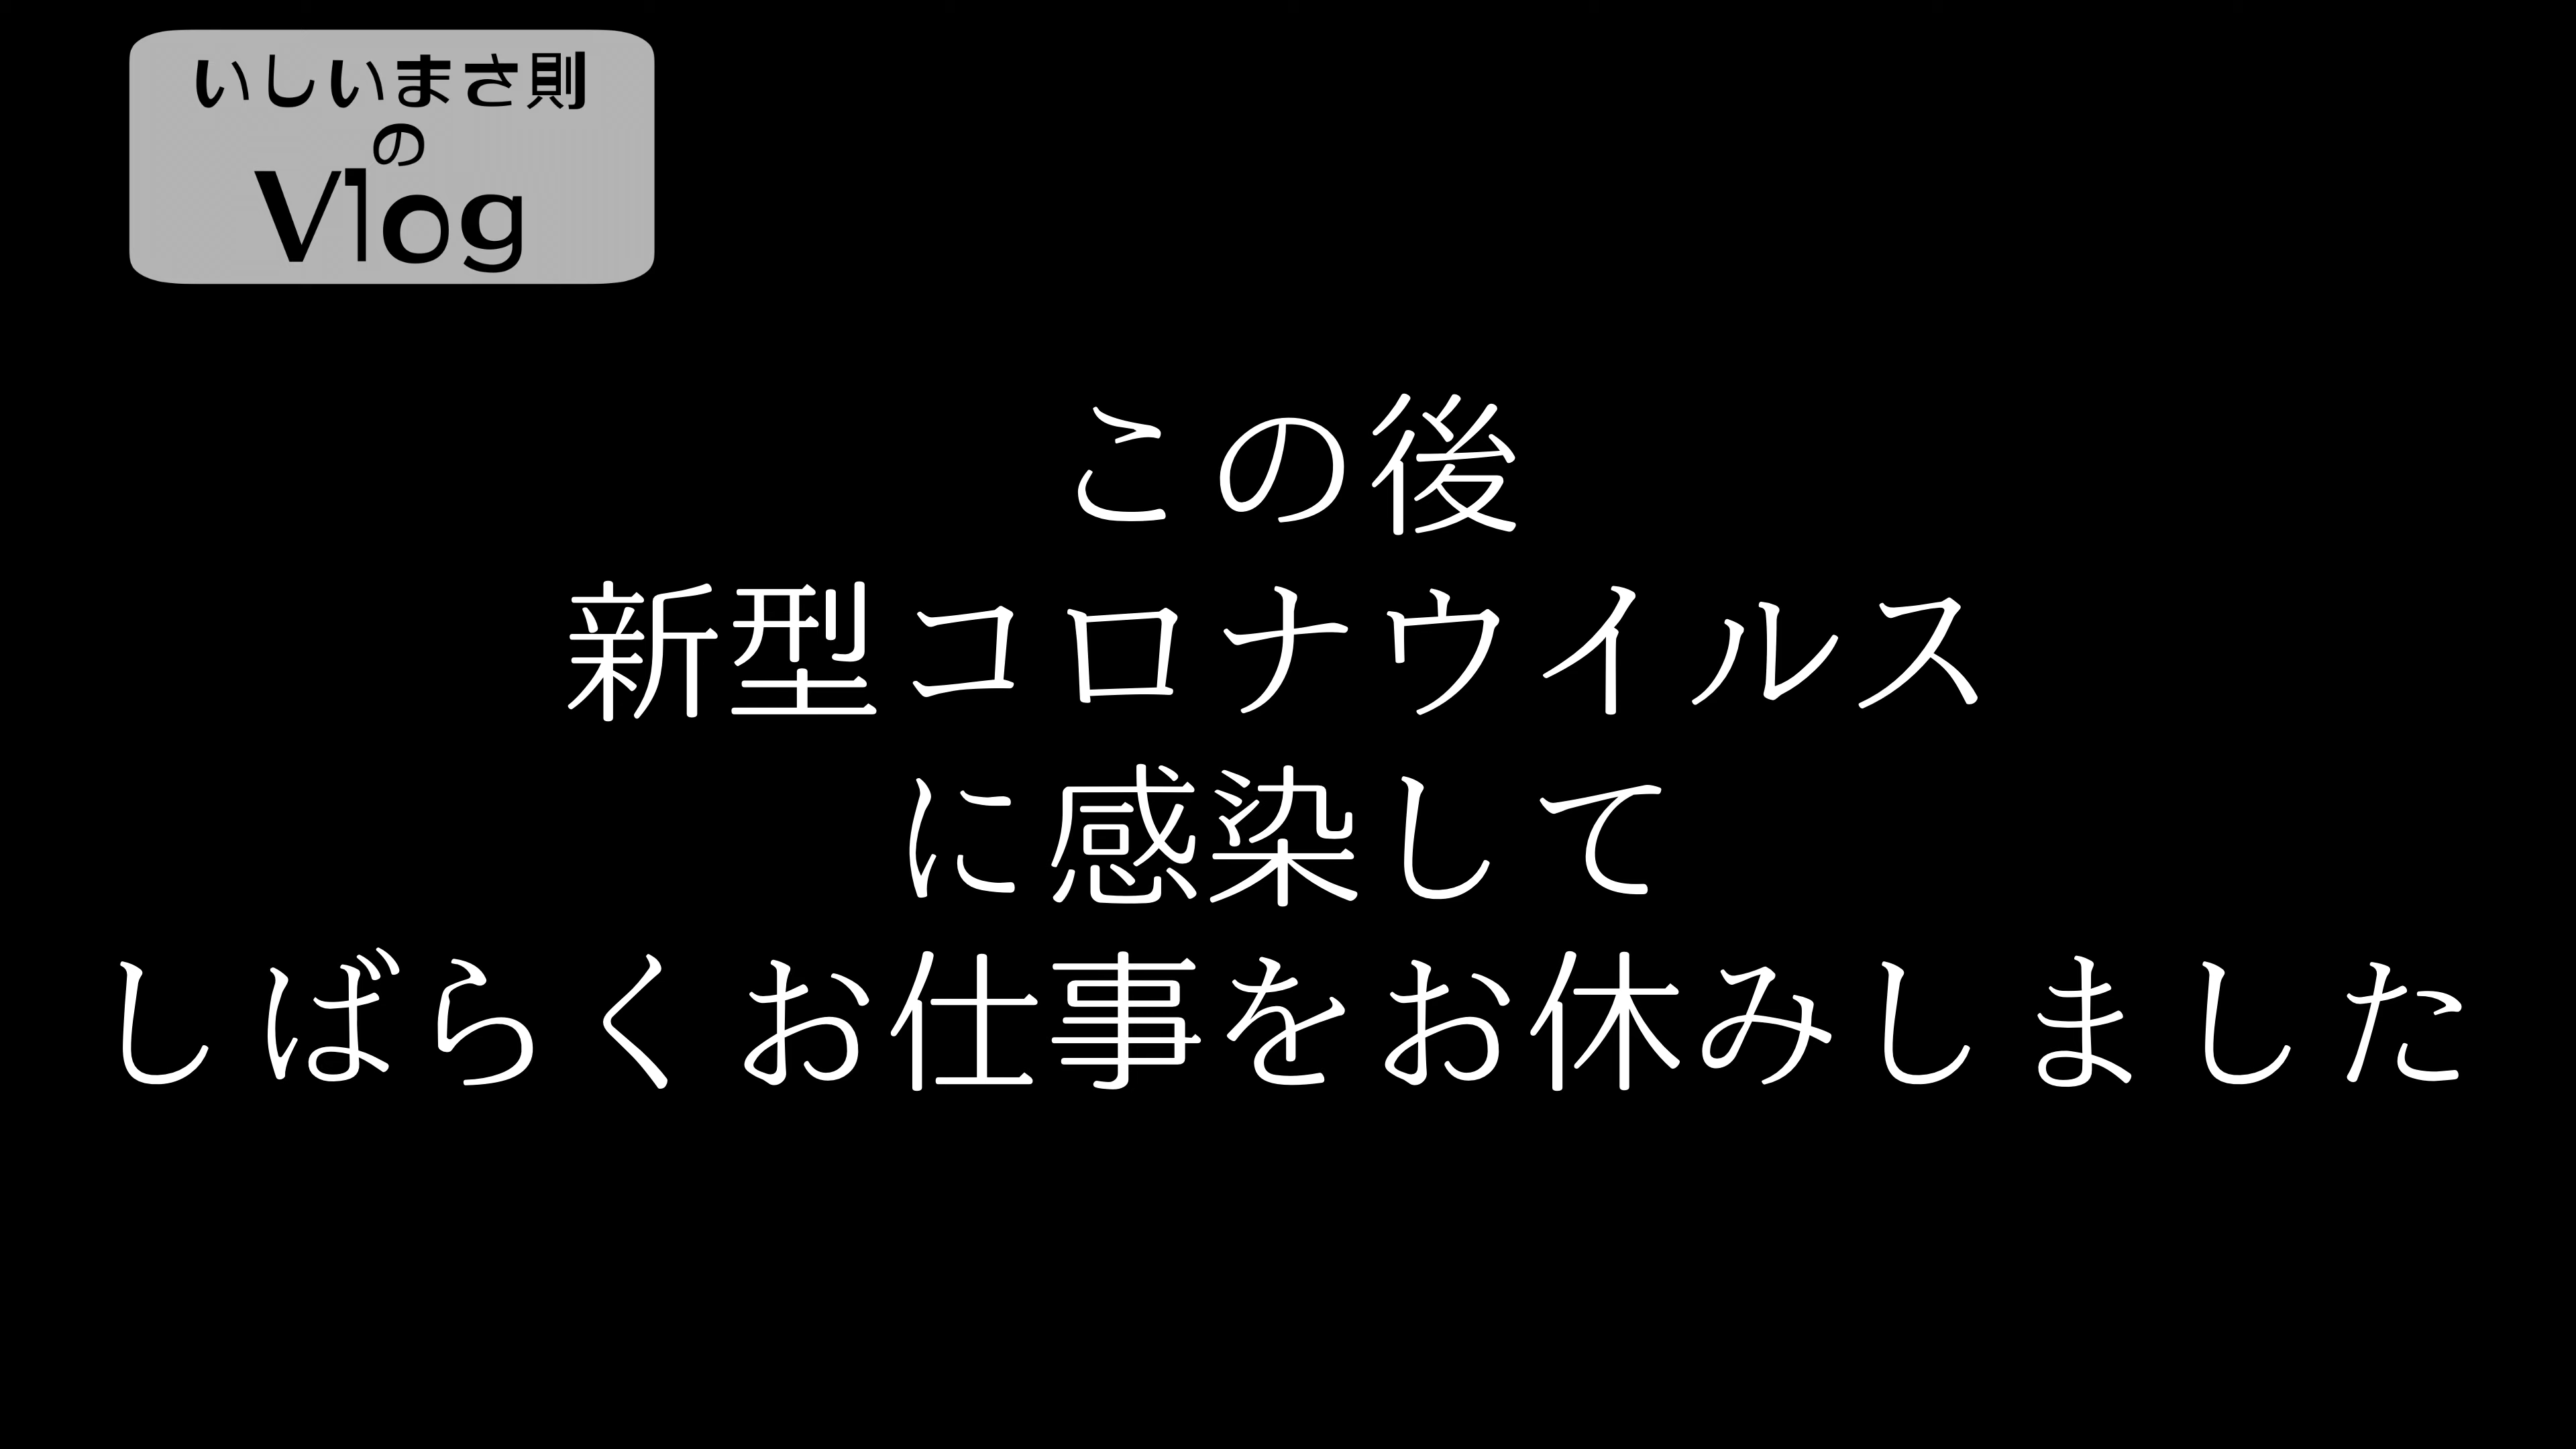 いしいまさ則
の
Vlog
この後
新型コロナウイルス
に感染して
しばらくお仕事をお休みしました